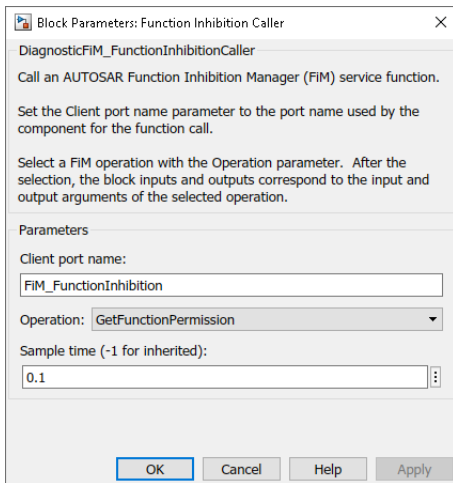 Block Parameters: Function Inhibition Caller
DiagnosticFiM_FunctionInhibitionCaller
Call an AUTOSAR Function Inhibition Manager (FiM) service function.
Set the Client port name parameter to the port name used by the
component for the function call.
Select a FiM operation with the Operation parameter.  After the
selection, the block inputs and outputs correspond to the input and
output arguments of the selected operation.
Parameters
Client port name:
FiM_FunctionInhibition
Operation: GetFunctionPermission
Sample time (-1 for inherited):
0.1
OK Cancel Help Apply